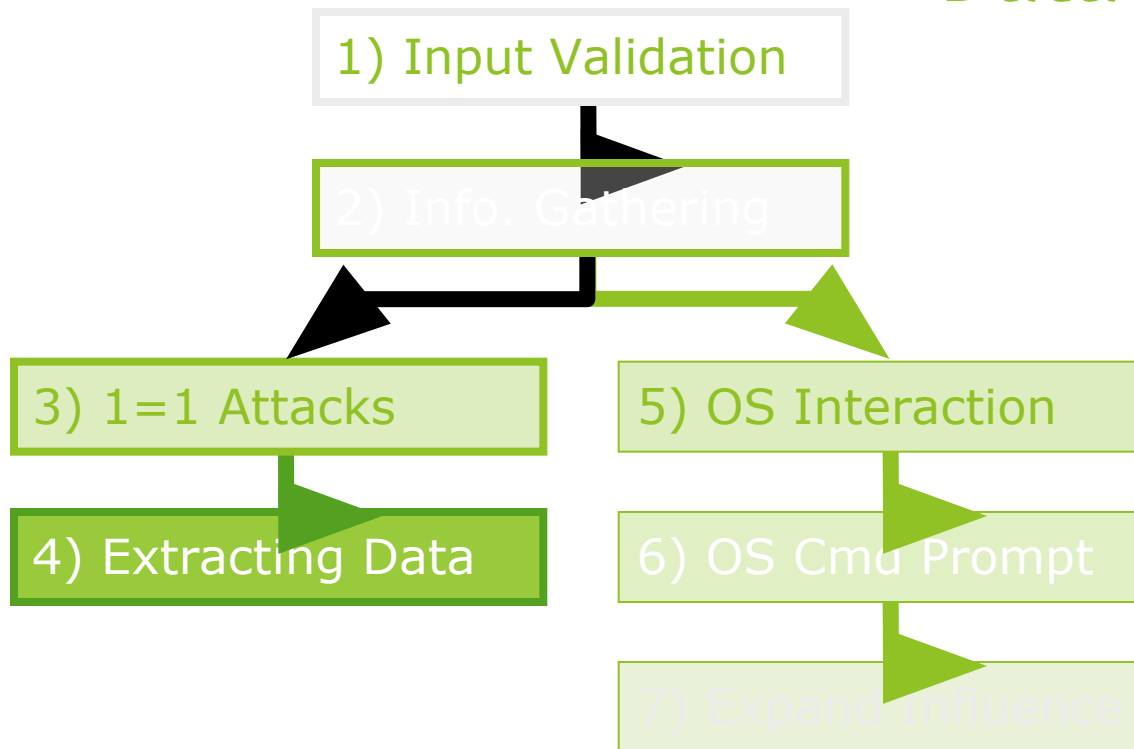 1) Input Validation
2) Info. Gathering
3) 1=1 Attacks
5) OS Interaction
4) Extracting Data
6) OS Cmd Prompt
7) Expand Influence